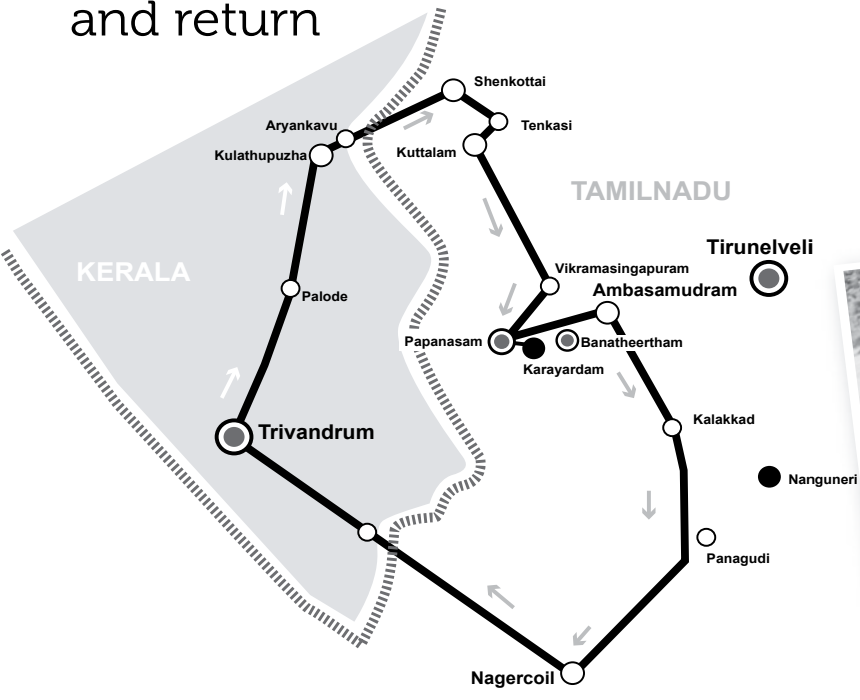 and return
Shenkottai
Aryankavu
Tenkasi
Kulathupuzha
Kuttalam
TAMILNADU
Tirunelveli
KERALA
Vikramasingapuram
Palode
Ambasamudram
Papanasam
Banatheertham
Karayardam
Kalakkad
Trivandrum
Nanguneri
Panagudi
Nagercoil